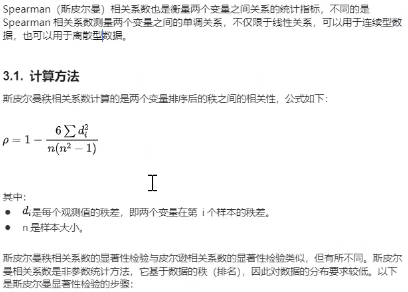 Spearman（斯皮尔曼）相关系数也是衡量两个变量之间关系的统计指标，不同的是
Spearman 相关系数测量两个变量之间的单调关系，不仅限于线性关系，可以用于连续型数
据，也可以用于离散型数据。
3.1. 计算方法
斯皮尔曼秩相关系数计算的是两个变量排序后的秩之间的相关性，公式如下：
ρ = 1 − 6∑d_i^2 / n(n^2 − 1)
其中：
● d_i是每个观测值的秩差，即两个变量在第 i个样本的秩差。
● n是样本大小。
斯皮尔曼秩相关系数的显著性检验与皮尔逊相关系数的显著性检验类似，但有所不同。斯皮尔
曼相关系数是非参数统计方法，它基于数据的秩（排名），因此对数据的分布要求较低。以下
是斯皮尔曼显著性检验的步骤：